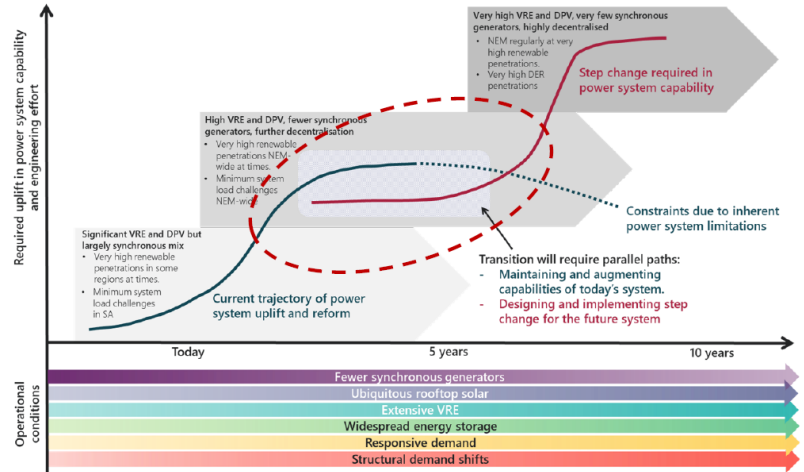 Required uplift in power system capability
and engineering effort
Very high VRE and DPV, very few synchronous
generators, highly decentralised
• NEM regularly at very
high renewable
penetrations.
• Very high DER
penetrations
Step change required in
power system capability
High VRE and DPV, fewer synchronous
generators, further decentralisation
• Very high renewable
penetrations NEM-
wide at times.
• Minimum system
load challenges
NEM-wide
Constraints due to inherent
power system limitations
Significant VRE and DPV but
largely synchronous mix
• Very high renewable
penetrations in some
regions at times.
• Minimum system
load challenges
in SA
Current trajectory of power
system uplift and reform
Transition will require parallel paths:
- Maintaining and augmenting
capabilities of today's system.
- Designing and implementing step
change for the future system
Today
5 years
10 years
Operational
conditions
Fewer synchronous generators
Ubiquitous rooftop solar
Extensive VRE
Widespread energy storage
Responsive demand
Structural demand shifts